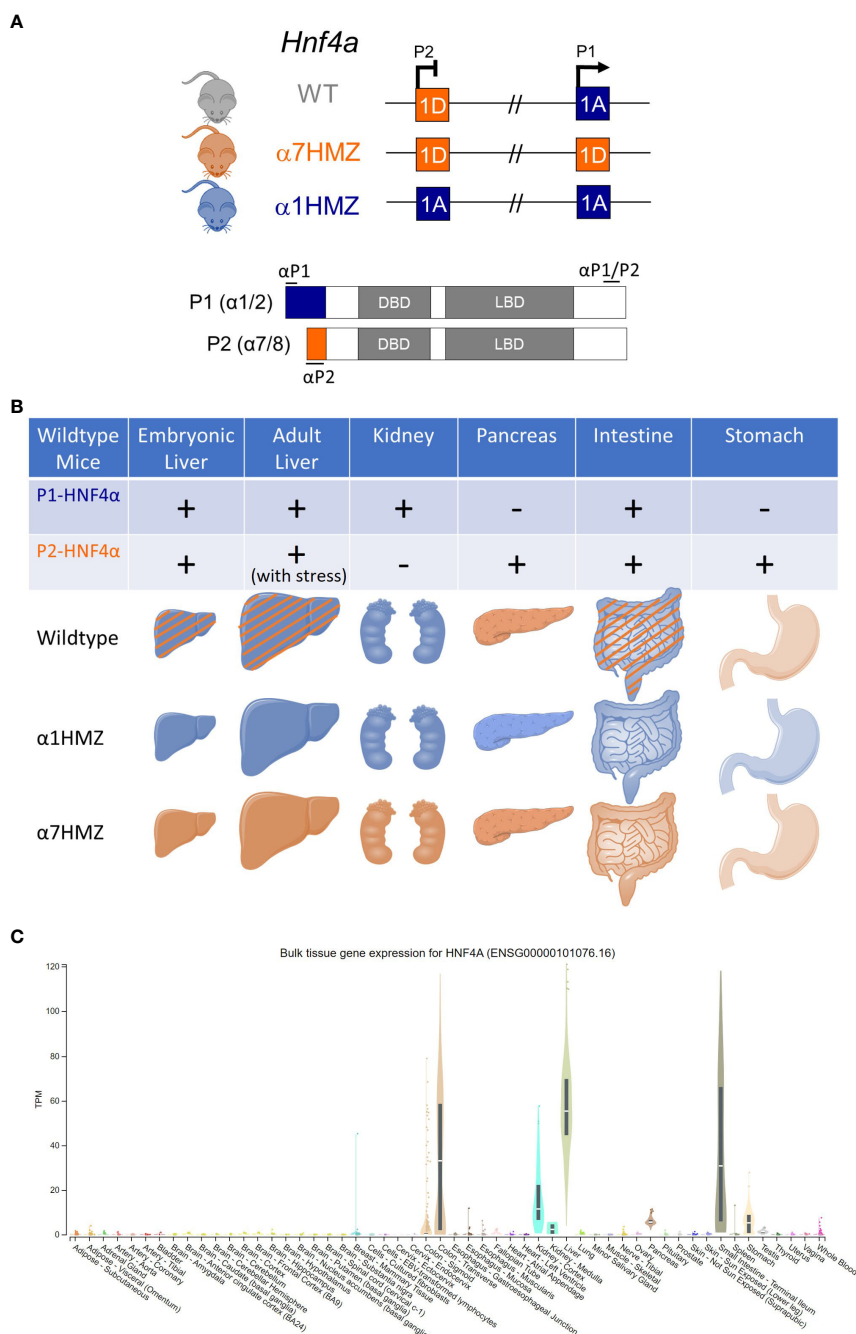 A
Hnf4a
P2
P1
WT
1D
//
1A
α7HMZ
1D
//
1D
α1HMZ
1A
//
1A
αP1
αP1/P2
P1 (α1/2)
DBD
LBD
P2 (α7/8)
DBD
LBD
αP2
B
Wildtype Mice
Embryonic Liver
Adult Liver
Kidney
Pancreas
Intestine
Stomach
P1-HNF4α
+
+
+
-
+
-
P2-HNF4α
+
+ (with stress)
-
+
+
+
Wildtype
α1HMZ
α7HMZ
C
Bulk tissue gene expression for HNF4A (ENSG00000101076.16)
TPM
120
100
80
60
40
20
0
Adipose - Subcutaneous
Adipose - Visceral (Omentum)
Adrenal Gland
Artery - Aorta
Artery - Coronary
Artery - Tibial
Bladder
Brain - Amygdala
Brain - Anterior cingulate cortex (BA24)
Brain - Caudate (basal ganglia)
Brain - Cerebellar Hemisphere
Brain - Cerebellum
Brain - Cortex
Brain - Frontal Cortex (BA9)
Brain - Hippocampus
Brain - Hypothalamus
Brain - Nucleus accumbens (basal
Brain - Putamen (basal ganglia)
Brain - Spinal cord (cervical c-1)
Brain - Substantia nigra
Breast - Mammary Tissue
Cells - Cultured fibroblasts
Cells - EBV-transformed lymphocytes
Cervix - Ectocervix
Cervix - Endocervix
Colon - Sigmoid
Colon - Transverse
Esophagus - Gastroesophageal Junction
Esophagus - Mucosa
Esophagus - Muscularis
Fallopian Tube
Heart - Atrial Appendage
Heart - Left Ventricle
Kidney - Cortex
Kidney - Medulla
Liver
Lung
Minor Salivary Gland
Muscle - Skeletal
Nerve - Tibial
Ovary
Pancreas
Pituitary
Prostate
Skin - Not Sun Exposed (Suprapubic)
Skin - Sun Exposed (Lower leg)
Small Intestine - Terminal Ileum
Spleen
Stomach
Testis
Thyroid
Uterus
Vagina
Whole Blood